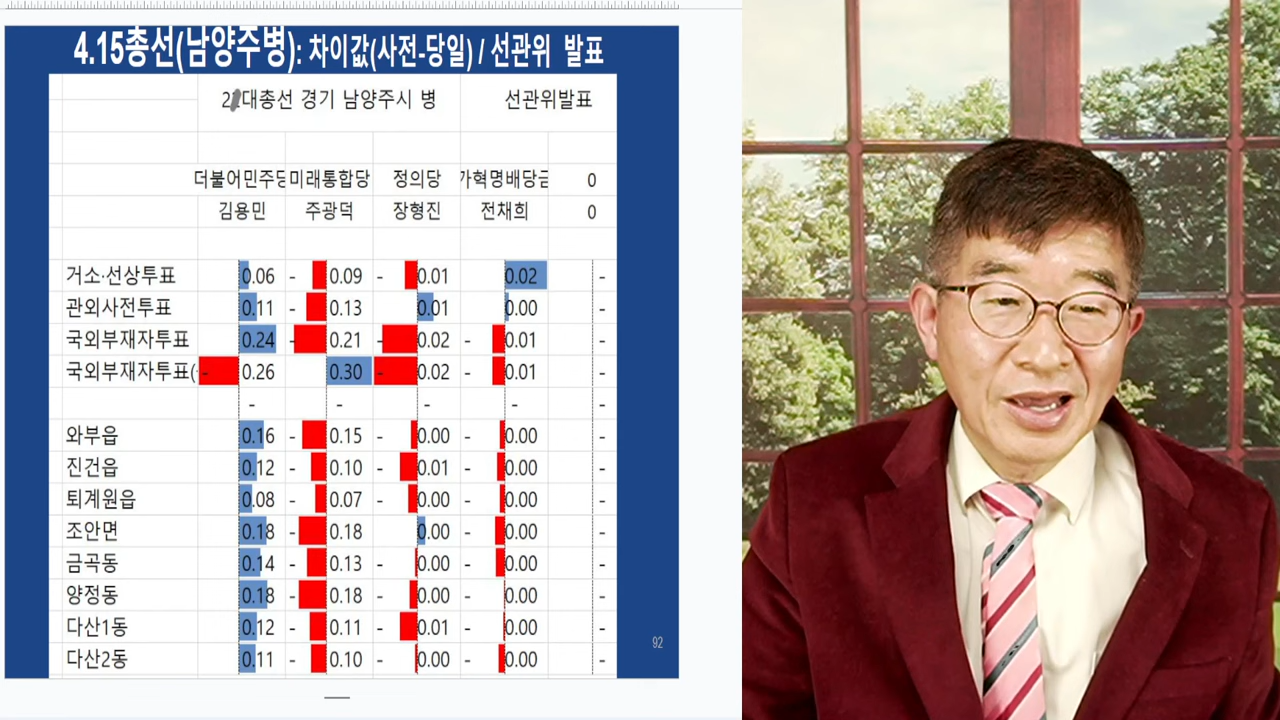 4.15총선(남양주병): 차이값(사전-당일) / 선관위 발표
대총선 경기 남양주시 병 선관위발표
더불어민주당 미래통합당 정의당 가혁명배당금 0
김용민 주광덕 장형진 전채희 0
거소·선상투표 0.06 - 0.09 - 0.01 0.02 -
관외사전투표 0.11 - 0.13 0.01 0.00 -
국외부재자투표 0.24 - 0.21 - 0.02 - 0.01 -
국외부재자투표( - 0.26 0.30 - 0.02 - 0.01 -
- - - - -
와부읍 0.16 - 0.15 - 0.00 - 0.00 -
진건읍 0.12 - 0.10 - 0.01 - 0.00 -
퇴계원읍 0.08 - 0.07 - 0.00 - 0.00 -
조안면 0.18 - 0.18 0.00 - 0.00 -
금곡동 0.14 - 0.13 - 0.00 - 0.00 -
양정동 0.18 - 0.18 - 0.00 - 0.00 -
다산1동 0.12 - 0.11 - 0.01 - 0.00 -
다산2동 0.11 - 0.10 - 0.00 - 0.00 -
92